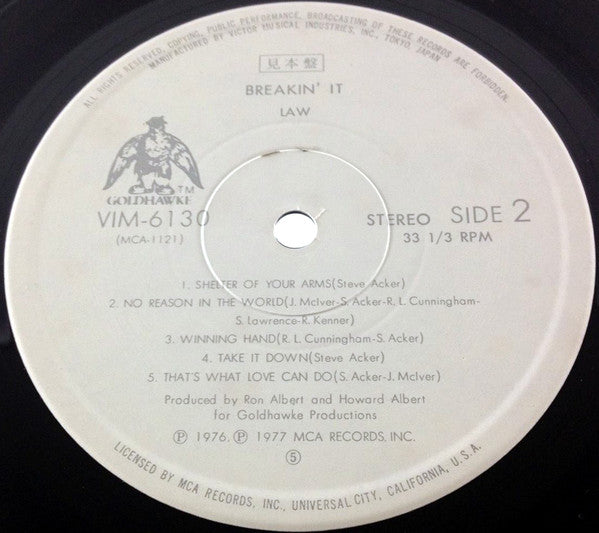 ALL RIGHTS RESERVED, COPYING, PUBLIC PERFORMANCE, BROADCASTING OF THESE RECORDS ARE FORBIDDEN.
MANUFACTURED BY VICTOR MUSICAL INDUSTRIES, INC., TOKYO, JAPAN
見本盤
BREAKIN' IT
LAW
GOLDHAWKE TM
VIM-6130
(MCA-1121)
STEREO SIDE 2
33 1/3 RPM
1. SHELTER OF YOUR ARMS(Steve Acker)
2. NO REASON IN THE WORLD(J. McIver-S. Acker-R. L. Cunningham-
S. Lawrence-R. Kenner)
3. WINNING HAND(R. L. Cunningham-S. Acker)
4. TAKE IT DOWN(Steve Acker)
5. THAT'S WHAT LOVE CAN DO(S. Acker-J. McIver)
Produced by Ron Albert and Howard Albert
for Goldhawke Productions
Ⓟ 1976, Ⓟ 1977 MCA RECORDS, INC.
⑤
LICENSED BY MCA RECORDS, INC., UNIVERSAL CITY, CALIFORNIA, U.S.A.